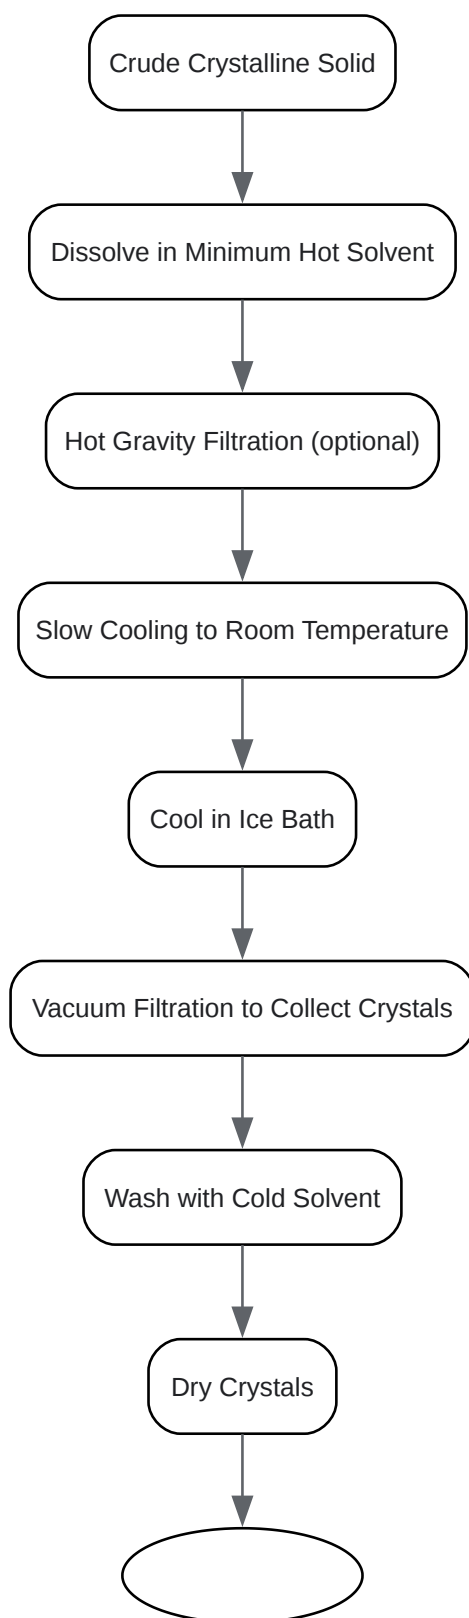 Crude Crystalline Solid
Dissolve in Minimum Hot Solvent
Hot Gravity Filtration (optional)
Slow Cooling to Room Temperature
Cool in Ice Bath
Vacuum Filtration to Collect Crystals
Wash with Cold Solvent
Dry Crystals